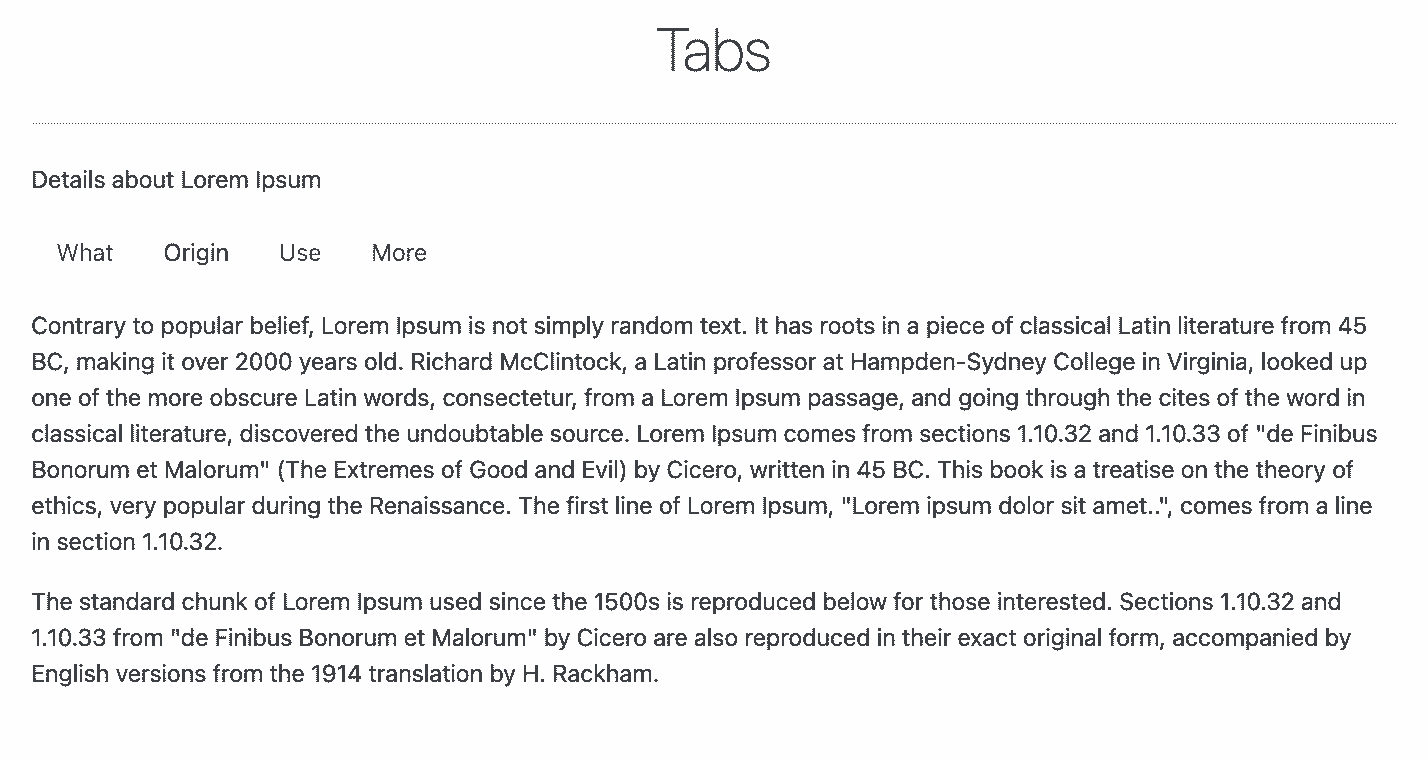 Tabs
Details about Lorem Ipsum
What Origin Use More
Contrary to popular belief, Lorem Ipsum is not simply random text. It has roots in a piece of classical Latin literature from 45
BC, making it over 2000 years old. Richard McClintock, a Latin professor at Hampden-Sydney College in Virginia, looked up
one of the more obscure Latin words, consectetur, from a Lorem Ipsum passage, and going through the cites of the word in
classical literature, discovered the undoubtable source. Lorem Ipsum comes from sections 1.10.32 and 1.10.33 of "de Finibus
Bonorum et Malorum" (The Extremes of Good and Evil) by Cicero, written in 45 BC. This book is a treatise on the theory of
ethics, very popular during the Renaissance. The first line of Lorem Ipsum, "Lorem ipsum dolor sit amet..", comes from a line
in section 1.10.32.
The standard chunk of Lorem Ipsum used since the 1500s is reproduced below for those interested. Sections 1.10.32 and
1.10.33 from "de Finibus Bonorum et Malorum" by Cicero are also reproduced in their exact original form, accompanied by
English versions from the 1914 translation by H. Rackham.